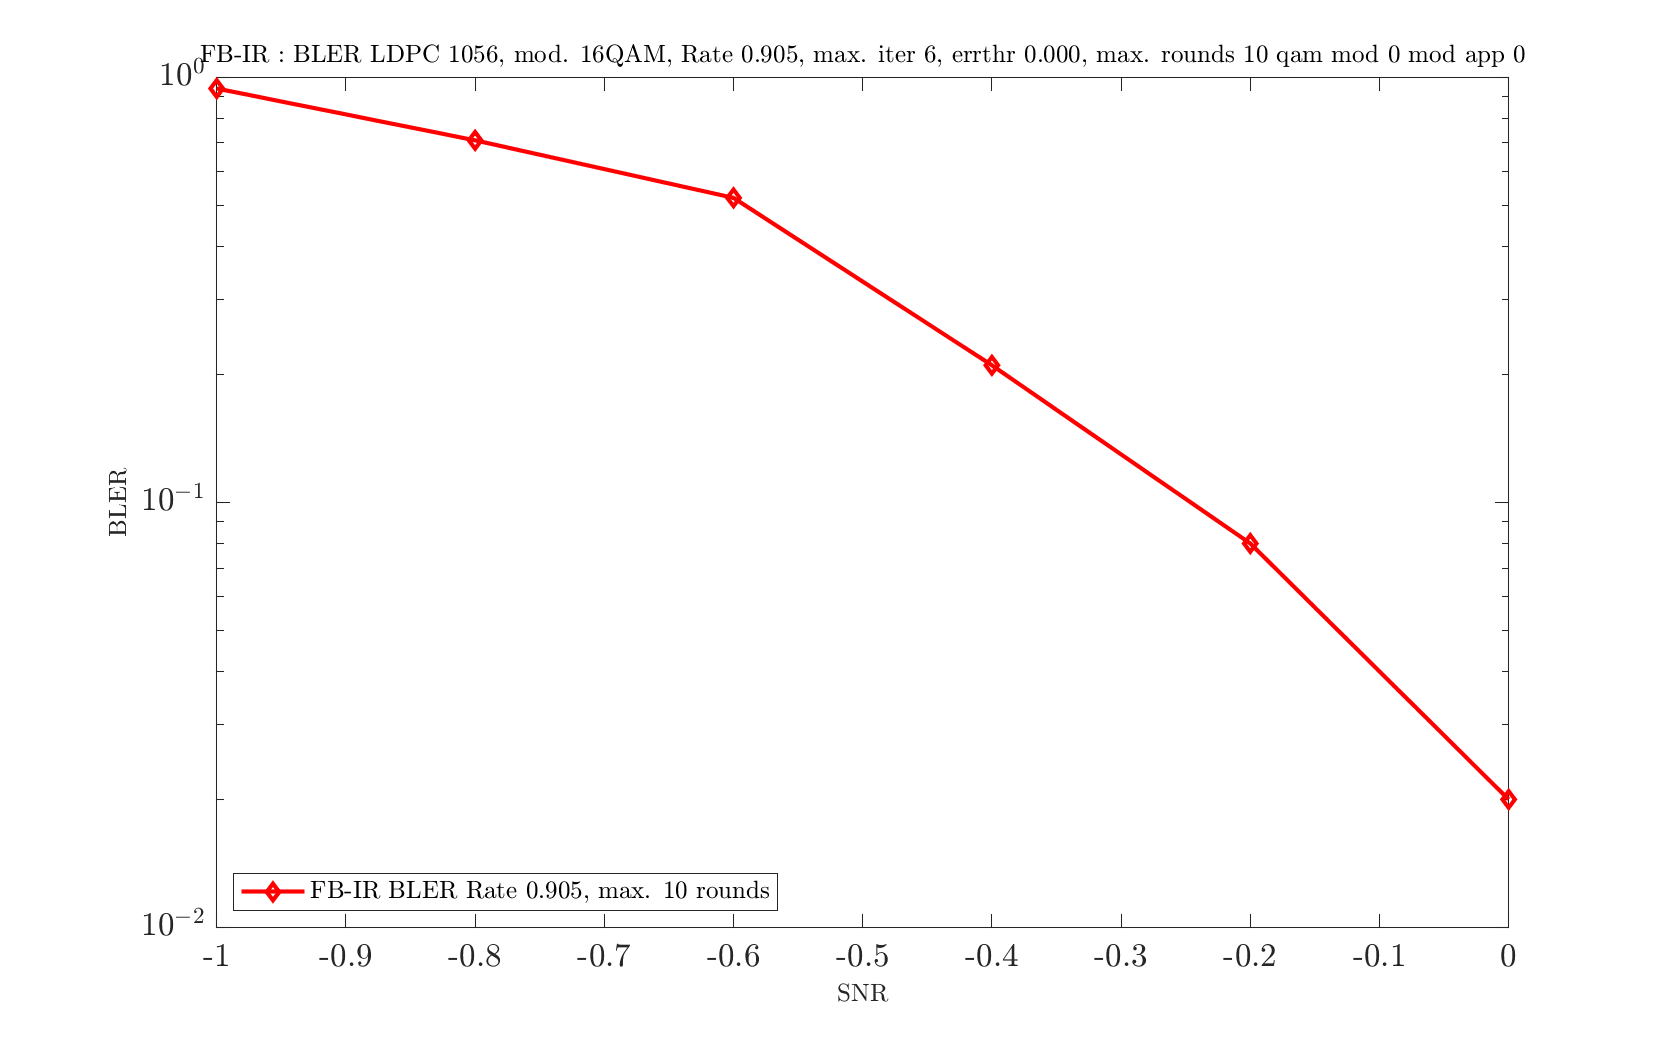 FB-IR : BLER LDPC 1056, mod. 16QAM, Rate 0.905, max. iter 6, errthr 0.000, max. rounds 10 qam mod 0 mod app 0
10⁰
10⁻¹
10⁻²
BLER
FB-IR BLER Rate 0.905, max. 10 rounds
-1 -0.9 -0.8 -0.7 -0.6 -0.5 -0.4 -0.3 -0.2 -0.1 0
SNR